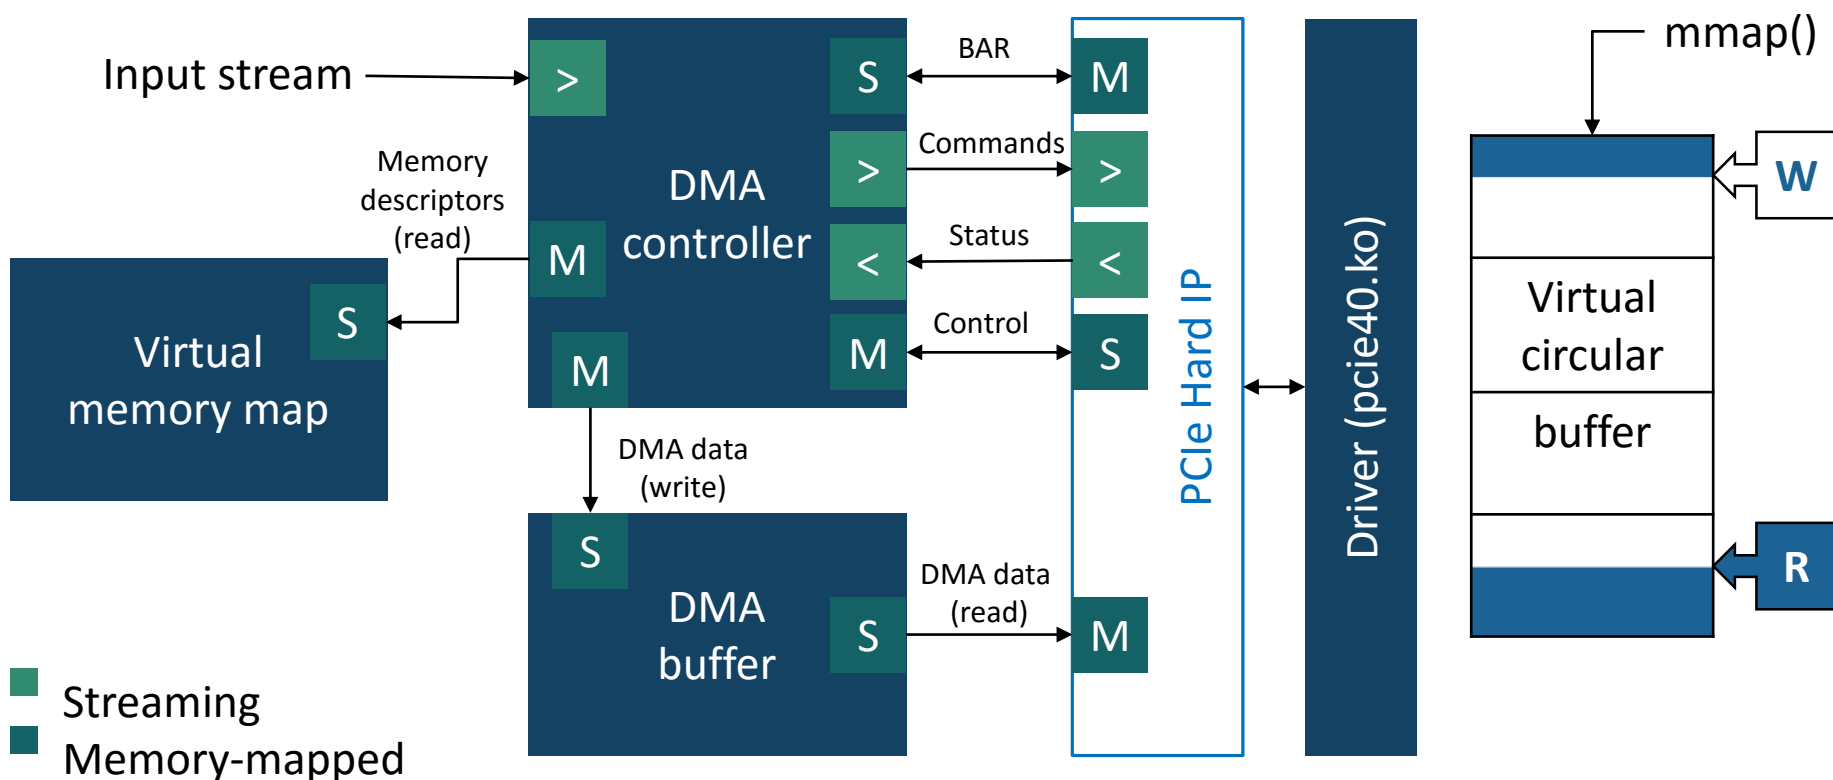 Input stream
>
S
BAR
M
mmap()
Memory
descriptors
(read)
DMA
controller
>
Commands
>
W
M
<
Status
<
S
Virtual
memory map
M
M
Control
S
PCIe Hard IP
Driver (pcie40.ko)
Virtual
circular
buffer
DMA data
(write)
S
DMA
buffer
S
DMA data
(read)
M
R
Streaming
Memory-mapped